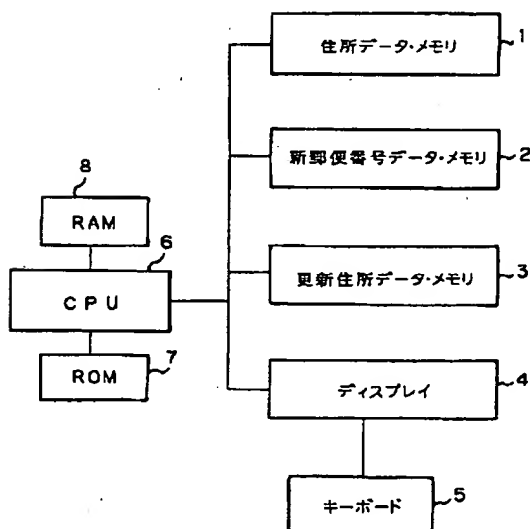 住所データ・メモリ
1
新郵便番号データ・メモリ
2
8
RAM
6
CPU
更新住所データ・メモリ
3
7
ROM
ディスプレイ
4
キーボード
5